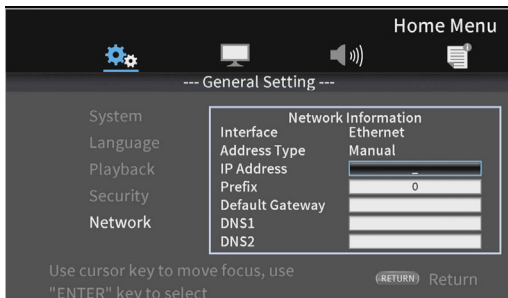 Home Menu
--- General Setting ---
System
Language
Playback
Security
Network
Network Information
Interface Ethernet
Address Type Manual
IP Address _
Prefix 0
Default Gateway
DNS1
DNS2
Use cursor key to move focus, use
"ENTER" key to select
RETURN Return